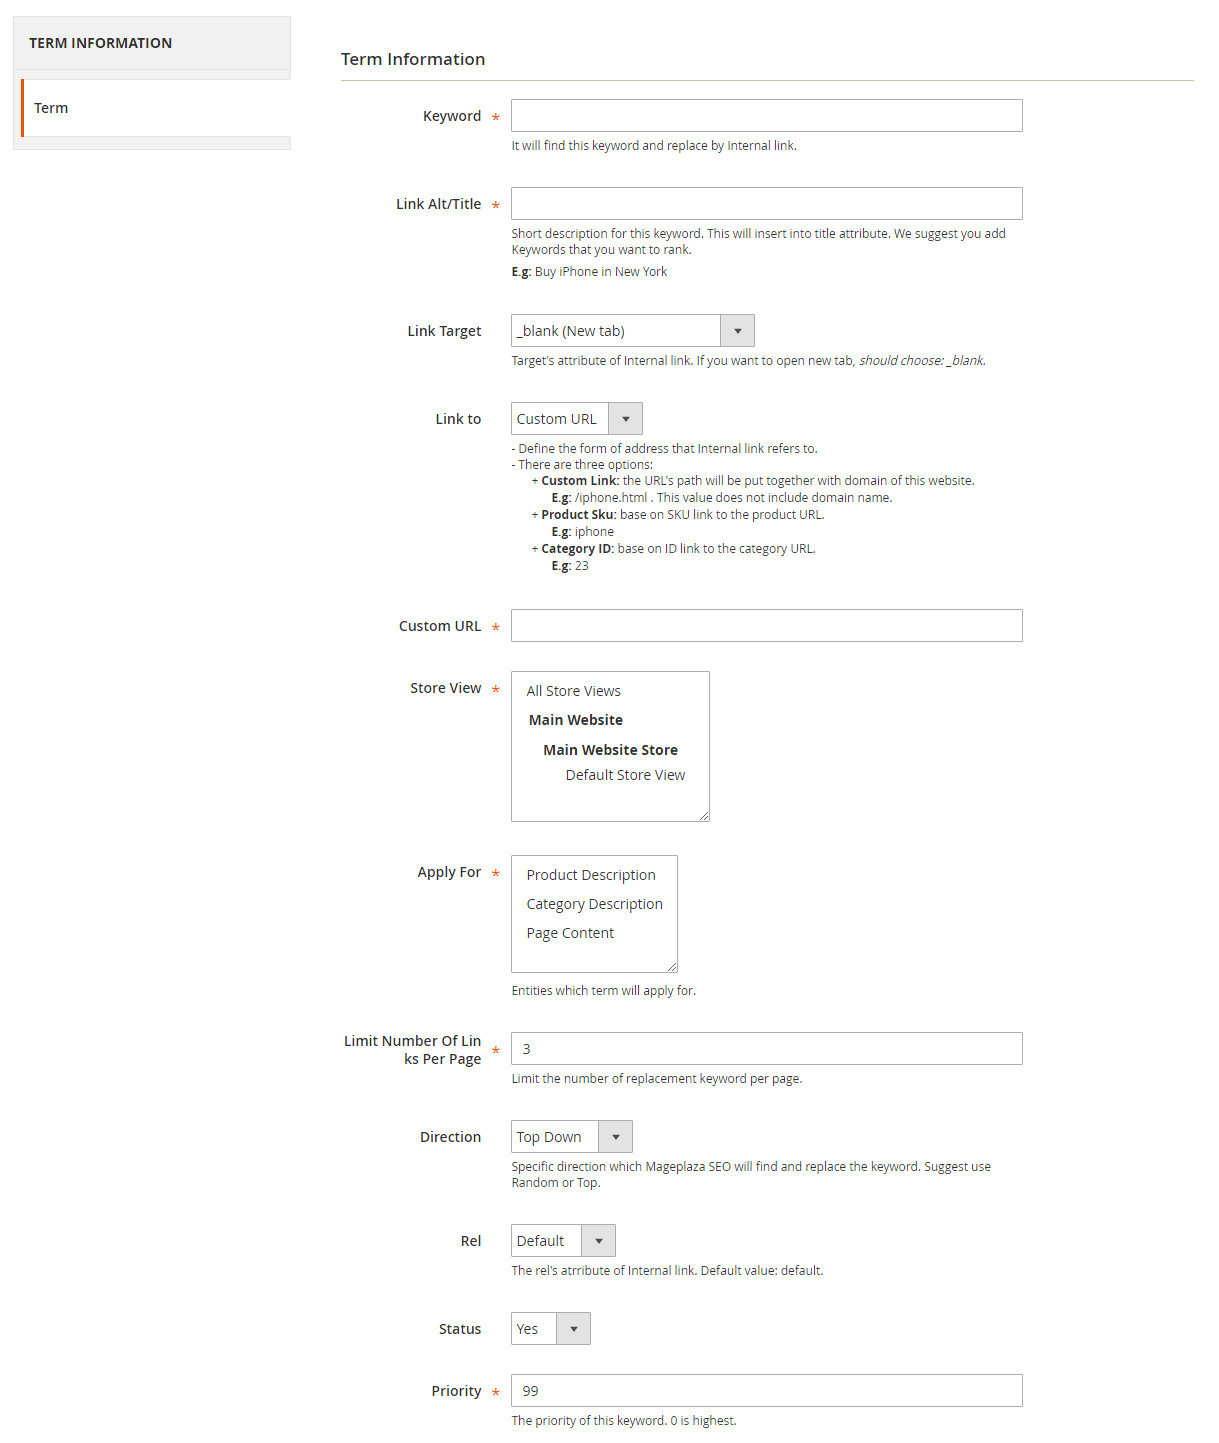 TERM INFORMATION
Term
Term Information
Keyword *
It will find this keyword and replace by Internal link.
Link Alt/Title *
Short description for this keyword. This will insert into title attribute. We suggest you add
Keywords that you want to rank.
E.g: Buy iPhone in New York
Link Target
_blank (New tab)
Target's attribute of Internal link. If you want to open new tab, should choose: _blank.
Link to
Custom URL
- Define the form of address that Internal link refers to.
- There are three options:
+ Custom Link: the URL's path will be put together with domain of this website.
E.g: /iphone.html . This value does not include domain name.
+ Product Sku: base on SKU link to the product URL.
E.g: iphone
+ Category ID: base on ID link to the category URL.
E.g: 23
Custom URL *
Store View *
All Store Views
Main Website
Main Website Store
Default Store View
Apply For *
Product Description
Category Description
Page Content
Entities which term will apply for.
Limit Number Of Lin
ks Per Page *
3
Limit the number of replacement keyword per page.
Direction
Top Down
Specific direction which Mageplaza SEO will find and replace the keyword. Suggest use
Random or Top.
Rel
Default
The rel's atrribute of Internal link. Default value: default.
Status
Yes
Priority *
99
The priority of this keyword. 0 is highest.